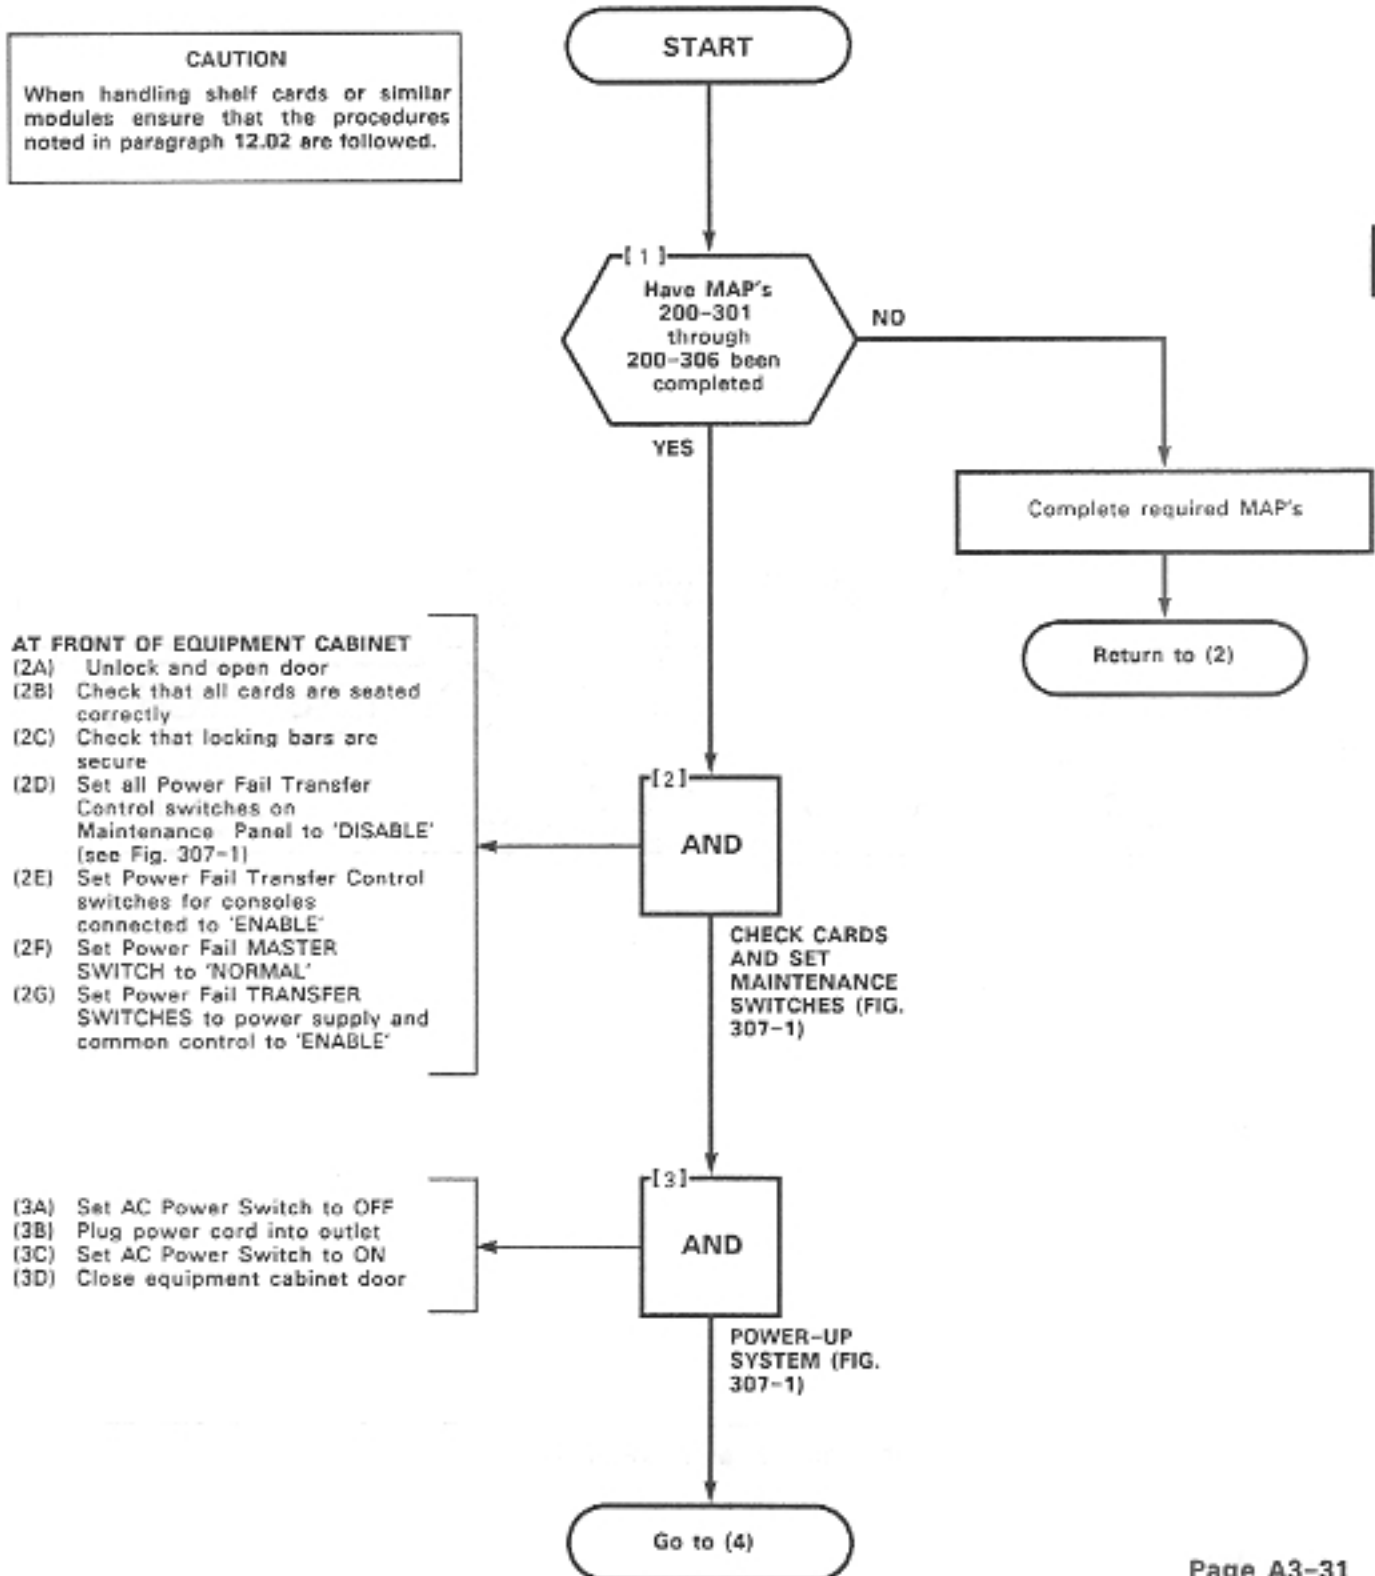 CAUTION
When handling shelf cards or similar
modules ensure that the procedures
noted in paragraph 12.02 are followed.
START
[ 1 ]
Have MAP's
200-301
through
200-306 been
completed
NO
YES
Complete required MAP's
Return to (2)
AT FRONT OF EQUIPMENT CABINET
(2A) Unlock and open door
(2B) Check that all cards are seated
correctly
(2C) Check that locking bars are
secure
(2D) Set all Power Fail Transfer
Control switches on
Maintenance Panel to 'DISABLE'
(see Fig. 307-1)
(2E) Set Power Fail Transfer Control
switches for consoles
connected to 'ENABLE'
(2F) Set Power Fail MASTER
SWITCH to 'NORMAL'
(2G) Set Power Fail TRANSFER
SWITCHES to power supply and
common control to 'ENABLE'
[2]
AND
CHECK CARDS
AND SET
MAINTENANCE
SWITCHES (FIG.
307-1)
(3A) Set AC Power Switch to OFF
(3B) Plug power cord into outlet
(3C) Set AC Power Switch to ON
(3D) Close equipment cabinet door
[3]
AND
POWER-UP
SYSTEM (FIG.
307-1)
Go to (4)
Page A3-31